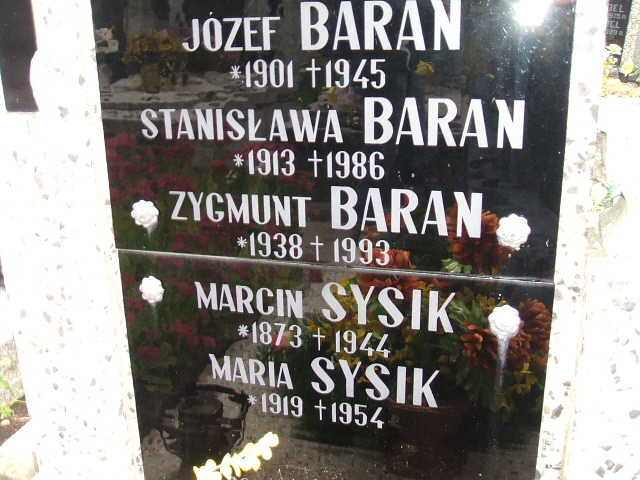 JÓZEF BARAN
*1901 †1945
STANISŁAWA BARAN
*1913 †1986
ZYGMUNT BARAN
*1938 †1993
MARCIN SYSIK
*1873 †1944
MARIA SYSIK
*1919 †1954